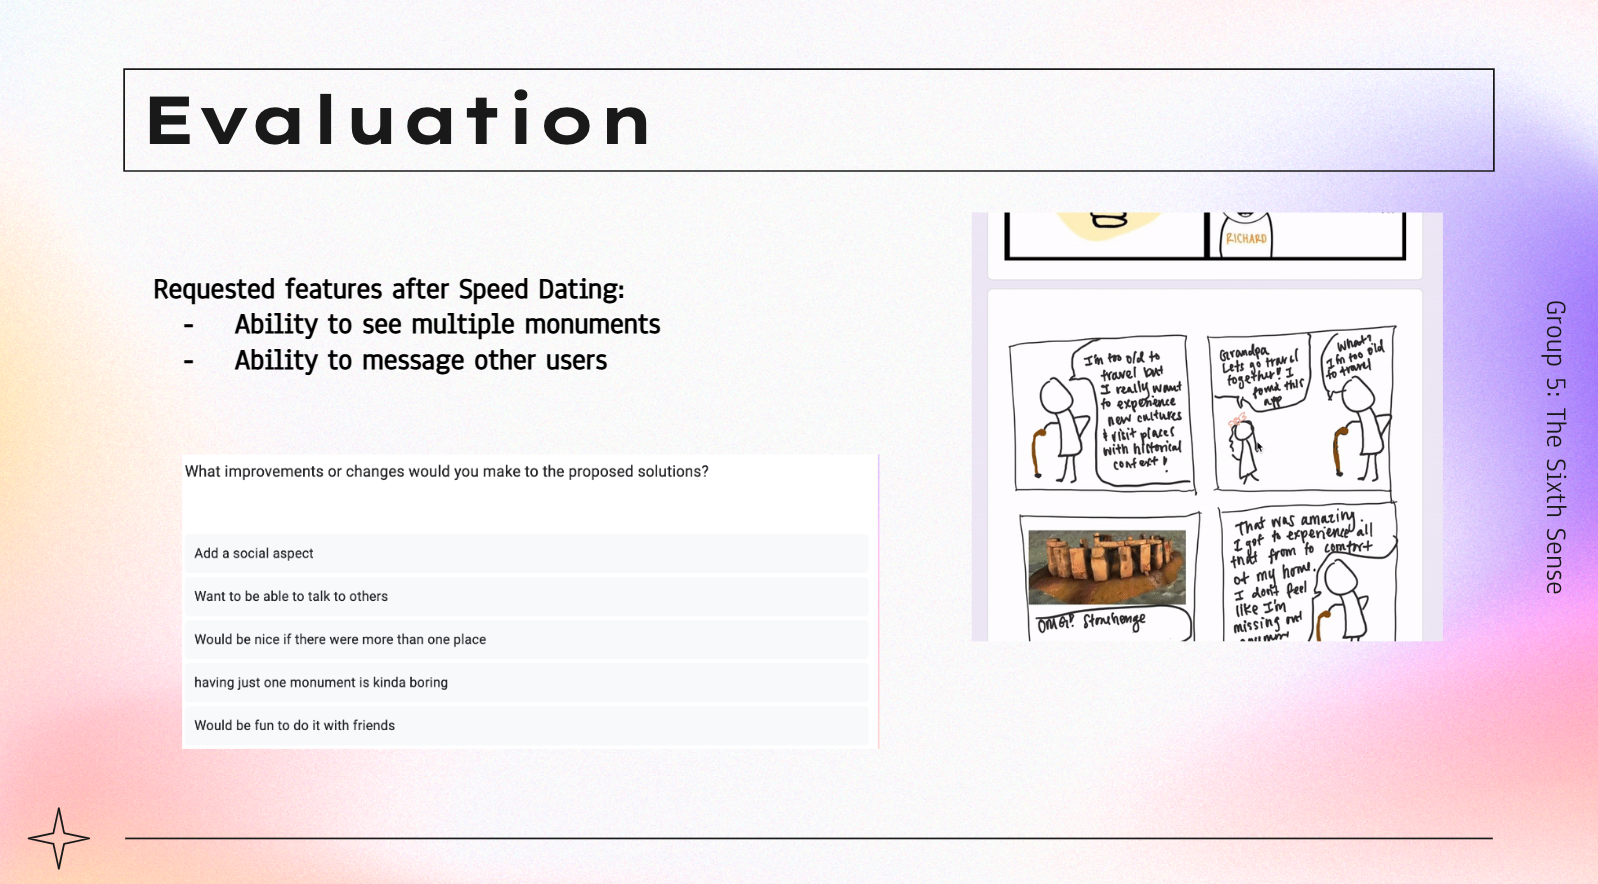 Evaluation
Requested features after Speed Dating:
- Ability to see multiple monuments
- Ability to message other users
What improvements or changes would you make to the proposed solutions?
Add a social aspect
Want to be able to talk to others
Would be nice if there were more than one place
having just one monument is kinda boring
Would be fun to do it with friends
RICHARD
I'm too old to
travel but
I really want
to experience
new cultures
& visit places
with historical
context!
Grandpa
Lets go travel
together! I
found this
app
What?
I'm too old
to travel
OMG! Stonehenge
That was amazing.
I got to experience all
that from to comfort
of my home.
I don't feel
like I'm
missing out
Group 5: The Sixth Sense